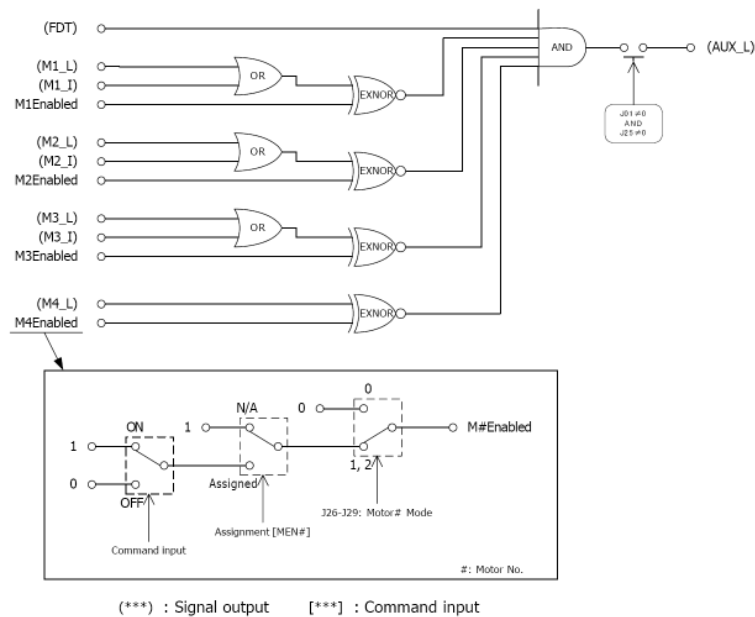 (FDT)
AND
(AUX_L)
(M1_L)
(M1_I)
M1Enabled
OR
EXNOR
J01≠0
AND
J25≠0
(M2_L)
(M2_I)
M2Enabled
OR
EXNOR
(M3_L)
(M3_I)
M3Enabled
OR
EXNOR
(M4_L)
M4Enabled
EXNOR
0
N/A
0
ON
1
M#Enabled
1
0
OFF
Assigned
1, 2
J26-J29: Motor# Mode
Assignment [MEN#]
Command input
#: Motor No.
(***) : Signal output [***] : Command input